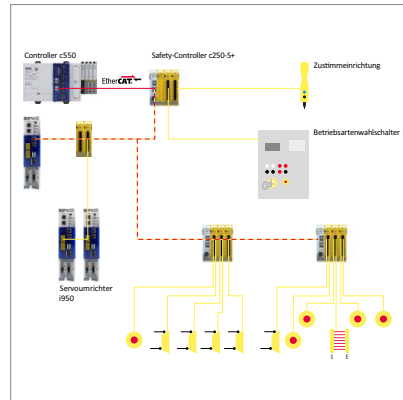 Controller c550
Safety-Controller c250-S+
Zustimmeinrichtung
EtherCAT
Betriebsartenwahlschalter
Servoumrichter
i950
S E